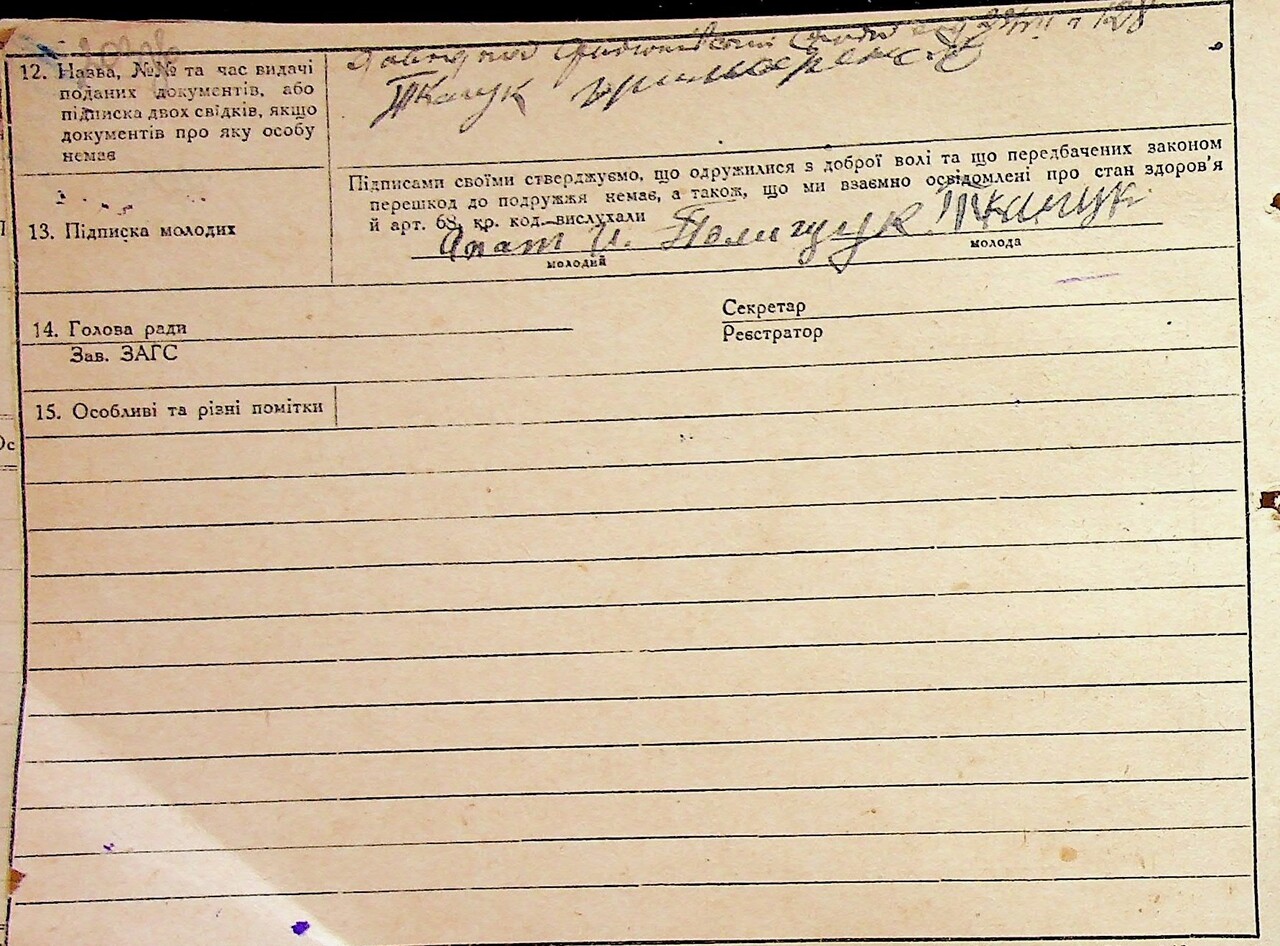 12. Назва, №№ та час видачі
поданих документів, або
підписка двох свідків, якщо
документів про яку особу
немає
№ 128
Ткачук
Підписами своїми стверджуємо, що одружилися з доброї волі та що передбачених законом
перешкод до подружжя немає, а також, що ми взаємно освідомлені про стан здоров'я
й арт. 68, кр. код. вислухали
13. Підписка молодих
И. Полищук Ткачук
молодий
молода
14. Голова ради
Зав. ЗАГС
Секретар
Реєстратор
15. Особливі та різні помітки